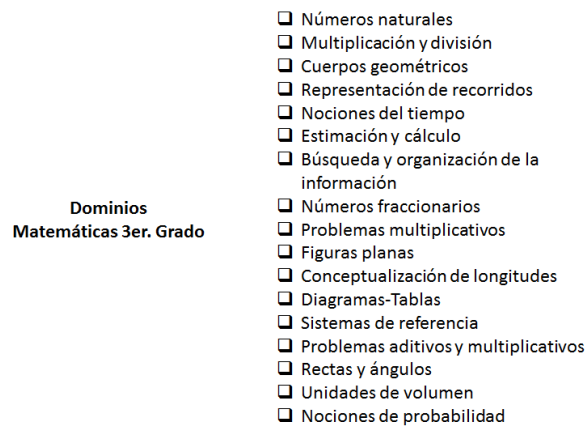 Dominios
Matemáticas 3er. Grado
❑ Números naturales
❑ Multiplicación y división
❑ Cuerpos geométricos
❑ Representación de recorridos
❑ Nociones del tiempo
❑ Estimación y cálculo
❑ Búsqueda y organización de la
información
❑ Números fraccionarios
❑ Problemas multiplicativos
❑ Figuras planas
❑ Conceptualización de longitudes
❑ Diagramas-Tablas
❑ Sistemas de referencia
❑ Problemas aditivos y multiplicativos
❑ Rectas y ángulos
❑ Unidades de volumen
❑ Nociones de probabilidad